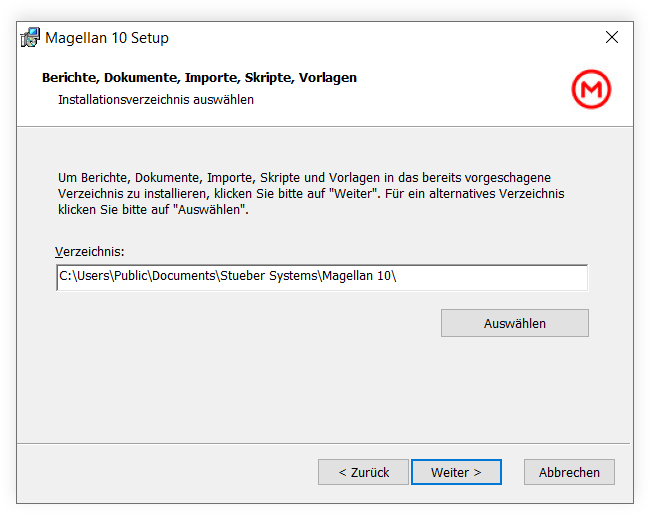 Magellan 10 Setup
Berichte, Dokumente, Importe, Skripte, Vorlagen
Installationsverzeichnis auswählen
M
Um Berichte, Dokumente, Importe, Skripte und Vorlagen in das bereits vorgeschagene
Verzeichnis zu installieren, klicken Sie bitte auf "Weiter". Für ein alternatives Verzeichnis
klicken Sie bitte auf "Auswählen".
Verzeichnis:
C:\Users\Public\Documents\Stueber Systems\Magellan 10\
Auswählen
< Zurück
Weiter >
Abbrechen